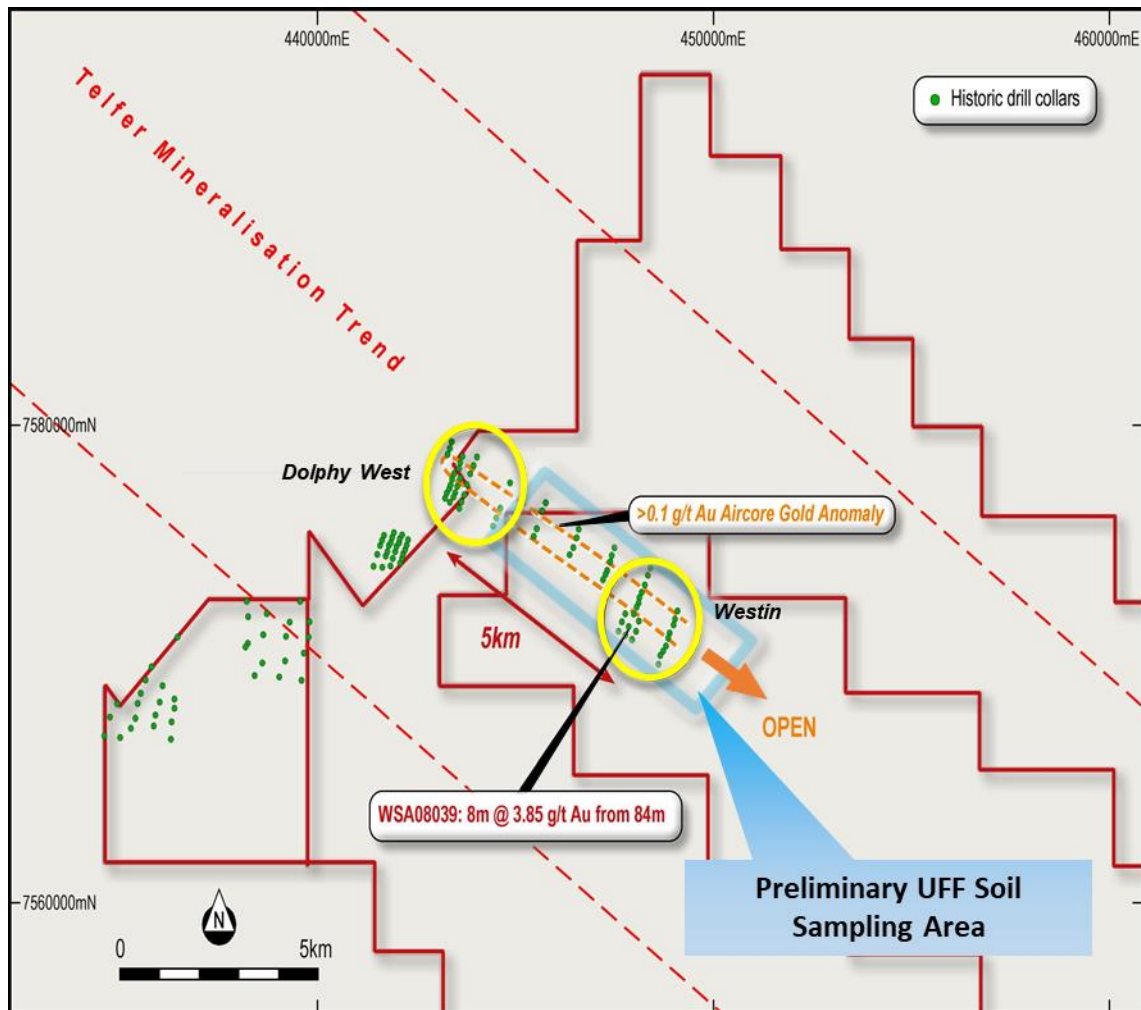 440000mE
450000mE
460000mE
Historic drill collars
Telfer Mineralisation Trend
7580000mN
Dolphy West
>0.1 g/t Au Aircore Gold Anomaly
Westin
5km
OPEN
WSA08039: 8m @ 3.85 g/t Au from 84m
Preliminary UFF Soil
Sampling Area
7560000mN
N
0
5km